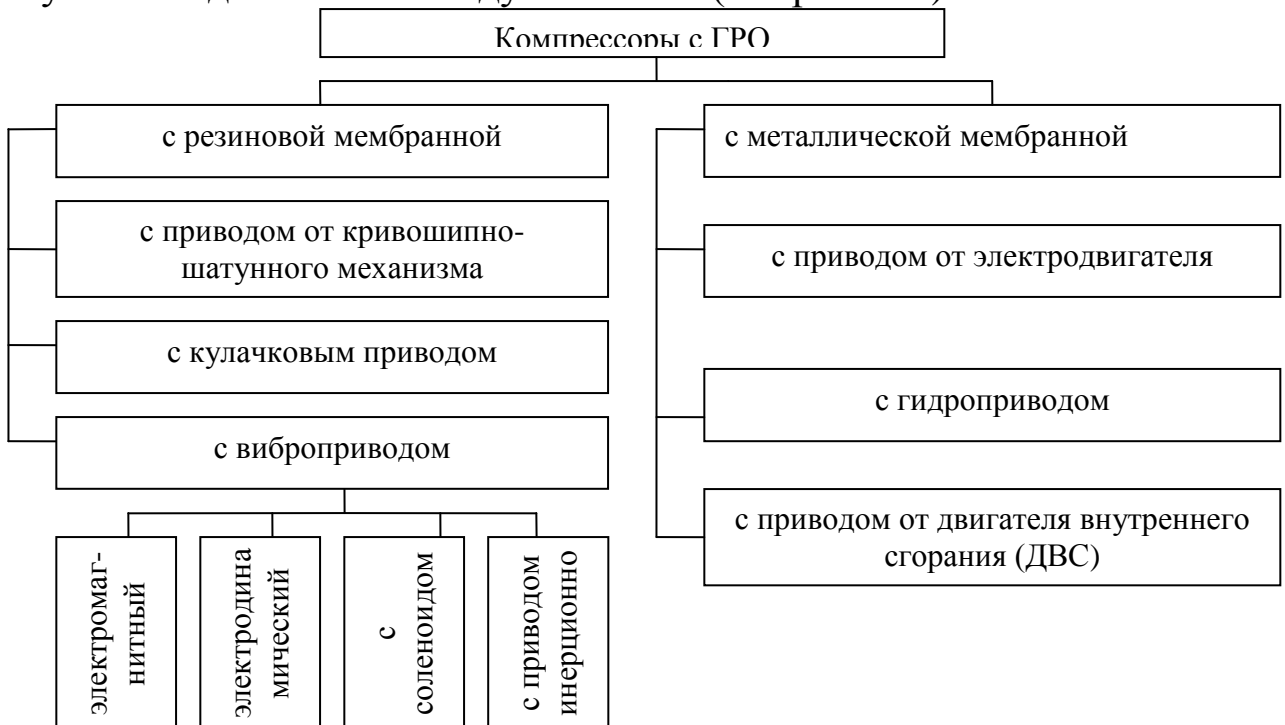 Компрессоры с ГРО
с резиновой мембранной
с металлической мембранной
с приводом от кривошипно-
шатунного механизма
с приводом от электродвигателя
с кулачковым приводом
с гидроприводом
с виброприводом
с приводом от двигателя внутреннего
сгорания (ДВС)
электромаг-
нитный
электродина
мический
с
соленоидом
с приводом
инерционно